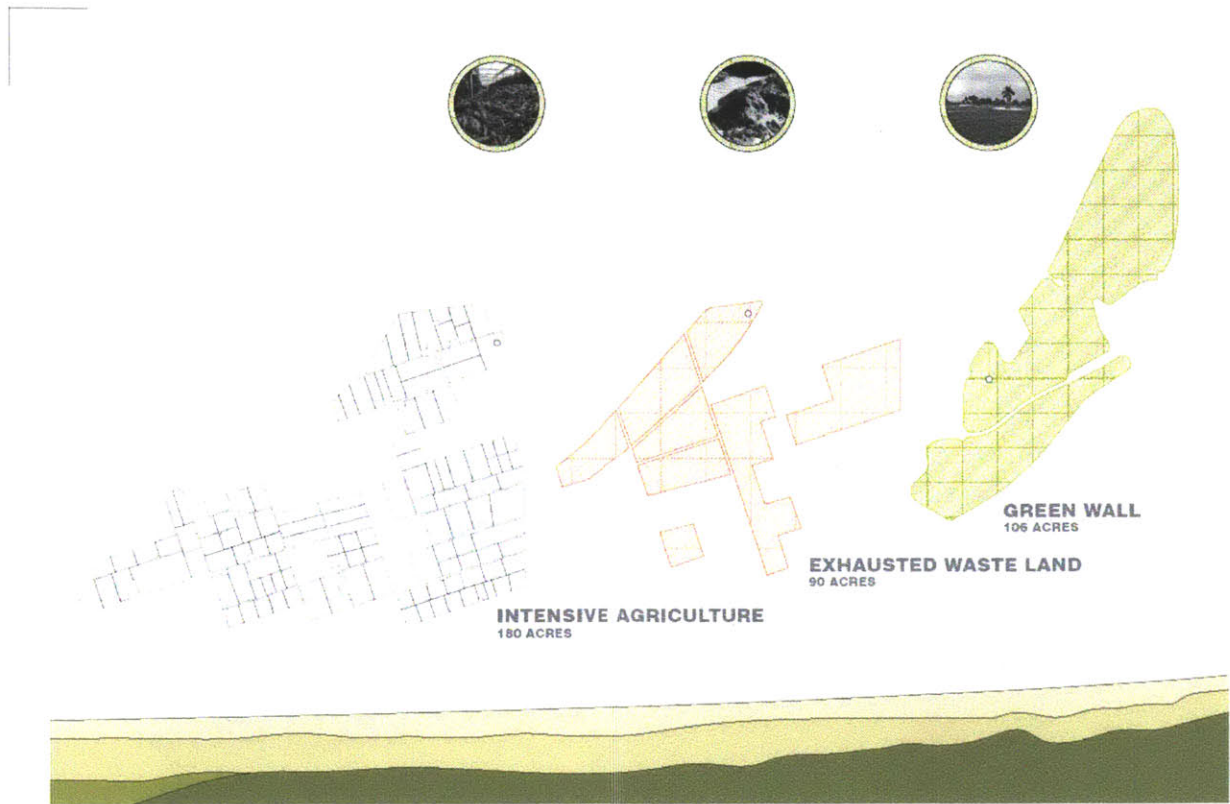 GREEN WALL
106 ACRES
EXHAUSTED WASTE LAND
90 ACRES
INTENSIVE AGRICULTURE
180 ACRES